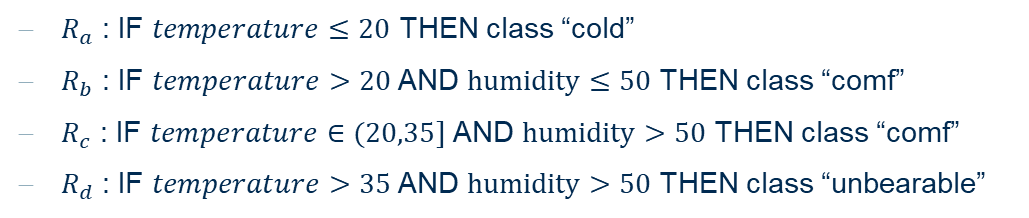 – R_a : IF temperature ≤ 20 THEN class “cold”
– R_b : IF temperature > 20 AND humidity ≤ 50 THEN class “comf”
– R_c : IF temperature ∈ (20,35] AND humidity > 50 THEN class “comf”
– R_d : IF temperature > 35 AND humidity > 50 THEN class “unbearable”